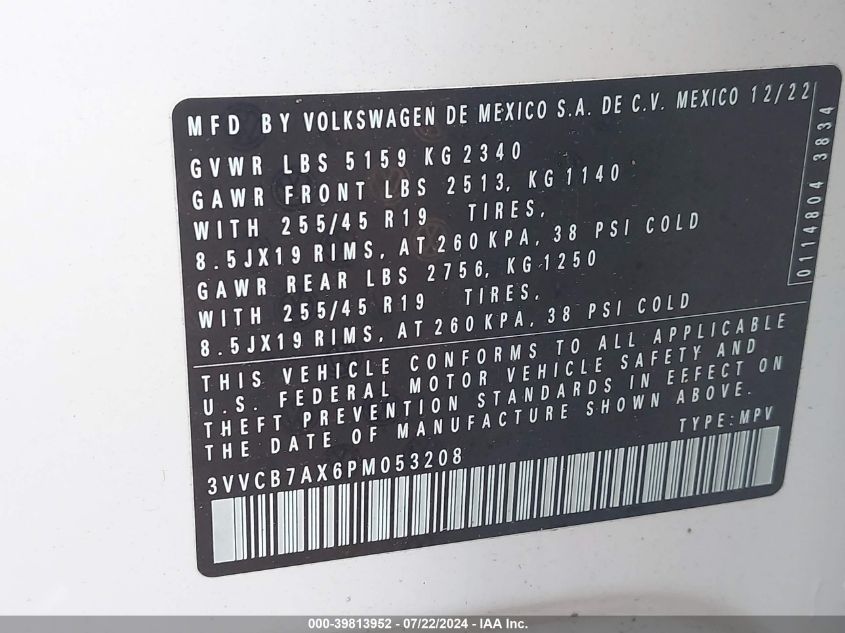 MFD BY VOLKSWAGEN DE MEXICO S.A. DE C.V. MEXICO 12/22
GVWR LBS 5159 KG 2340
GAWR FRONT LBS 2513, KG 1140
WITH 255/45 R19 TIRES,
8.5JX19 RIMS, AT 260 KPA, 38 PSI COLD
GAWR REAR LBS 2756, KG 1250
WITH 255/45 R19 TIRES,
8.5JX19 RIMS, AT 260 KPA, 38 PSI COLD
0114804 3834
THIS VEHICLE CONFORMS TO ALL APPLICABLE
U.S. FEDERAL MOTOR VEHICLE SAFETY AND
THEFT PREVENTION STANDARDS IN EFFECT ON
THE DATE OF MANUFACTURE SHOWN ABOVE.
TYPE: MPV
3VVCB7AX6PM053208
000-39813952 - 07/22/2024 - IAA Inc.